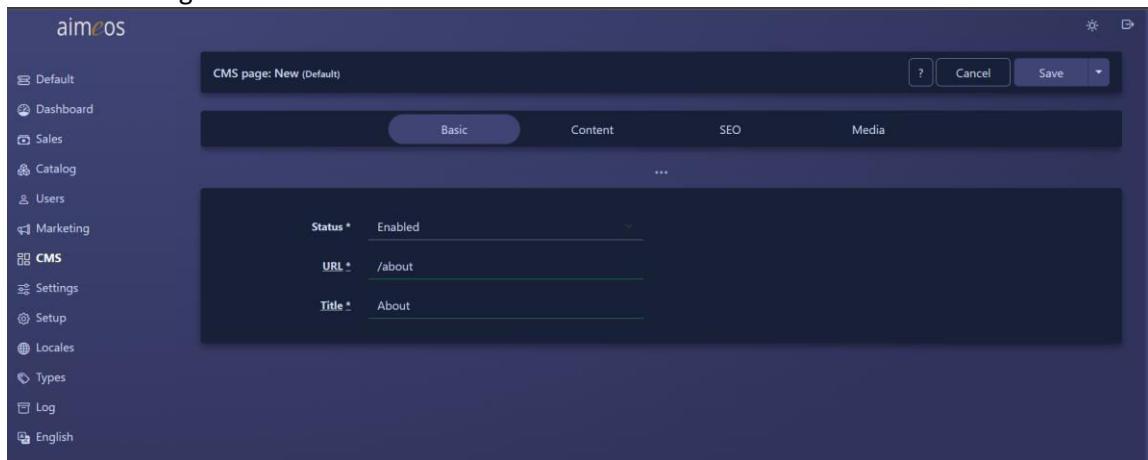 aimeos
Default
Dashboard
Sales
Catalog
Users
Marketing
CMS
Settings
Setup
Locales
Types
Log
English
CMS page: New (Default)
?
Cancel
Save
Basic
Content
SEO
Media
...
Status *
Enabled
URL *
/about
Title *
About